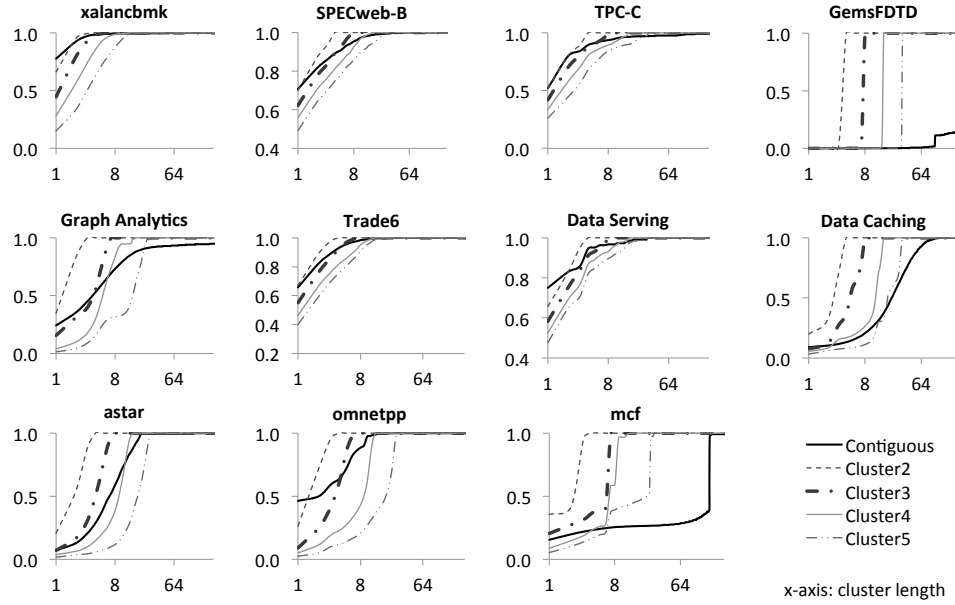 xalancbmk
1.0
0.5
0.0
1 8 64
SPECweb-B
1.0
0.8
0.6
0.4
1 8 64
TPC-C
1.0
0.5
0.0
1 8 64
GemsFDTD
1.0
0.5
0.0
1 8 64
Graph Analytics
1.0
0.5
0.0
1 8 64
Trade6
1.0
0.8
0.6
0.4
0.2
1 8 64
Data Serving
1.0
0.8
0.6
0.4
1 8 64
Data Caching
1.0
0.5
0.0
1 8 64
astar
1.0
0.5
0.0
1 8 64
omnetpp
1.0
0.5
0.0
1 8 64
mcf
1.0
0.5
0.0
1 8 64
Contiguous
Cluster2
Cluster3
Cluster4
Cluster5
x-axis: cluster length